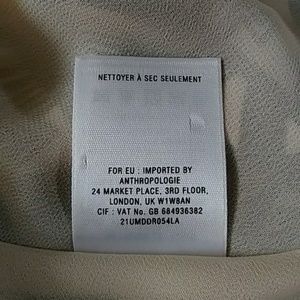 NETTOYER À SEC SEULEMENT
FOR EU : IMPORTED BY
ANTHROPOLOGIE
24 MARKET PLACE, 3RD FLOOR,
LONDON, UK W1W8AN
CIF : VAT No. GB 684936382
21UMDDR054LA